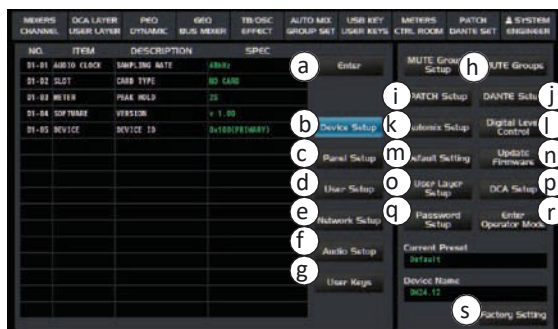 MIXERS DCA LAYER PEQ GEQ TB/OSC AUTO MIX USB KEY METERS PATCH SYSTEM
CHANNEL USER LAYER DYNAMIC BUS MIXER EFFECT GROUP SET USER KEYS CTRL ROOM DANTE SET ENGINEER
NO. ITEM DESCRIPTION SPEC
01-01 AUDIO CLOCK SAMPLING RATE 48kHz
01-02 SLOT CARD TYPE NO CARD
01-03 METER PEAK HOLD 2S
01-04 SOFTWARE VERSION v 1.00
01-05 DEVICE DEVICE ID 0x100(PRIMARY)
a Enter
b Device Setup
c Panel Setup
d User Setup
e Network Setup
f Audio Setup
g User Keys
MUTE Group Setup
h MUTE Groups
i PATCH Setup
j DANTE Setup
k Automix Setup
l Digital Level Control
m Default Setting
n Update Firmware
o User Layer Setup
p DCA Setup
q Password Setup
r Enter Operator Mode
Current Preset
Default
Device Name
DM24.12
s Factory Setting